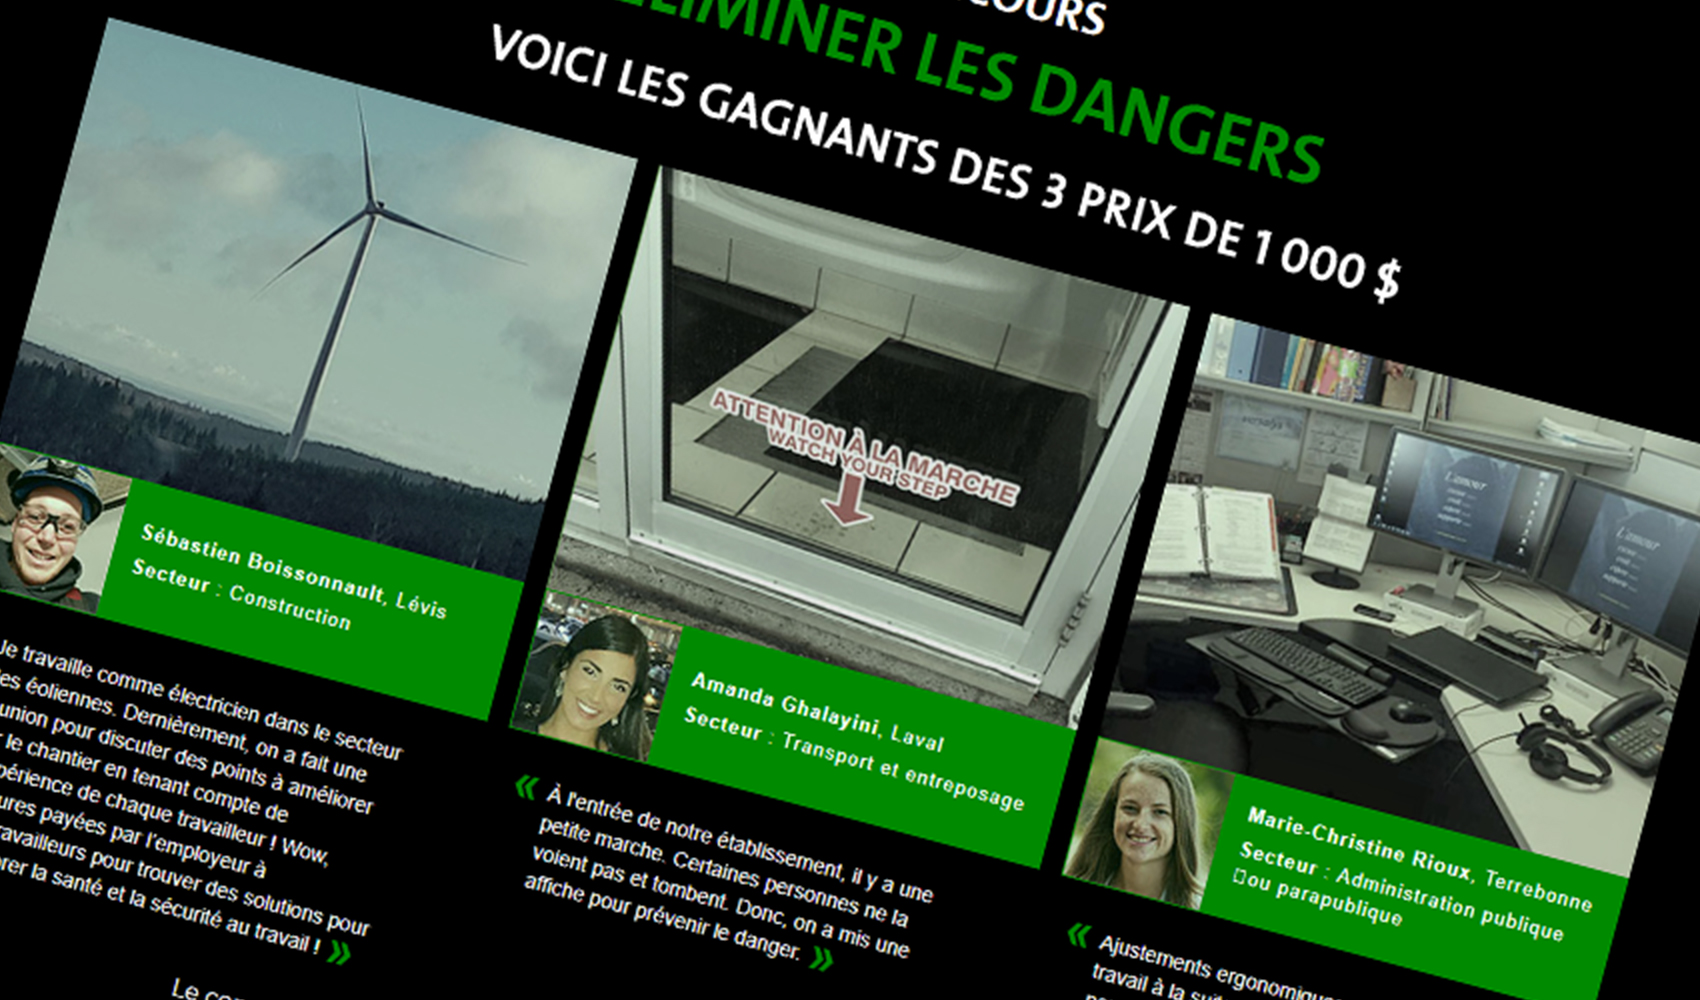 COURS
ÉLIMINER LES DANGERS
VOICI LES GAGNANTS DES 3 PRIX DE 1 000 $
ATTENTION À LA MARCHE
WATCH YOUR STEP
L'amour
L'amour
Sébastien Boissonnault, Lévis
Secteur : Construction
Je travaille comme électricien dans le secteur
es éoliennes. Dernièrement, on a fait une
union pour discuter des points à améliorer
le chantier en tenant compte de
périence de chaque travailleur ! Wow,
ures payées par l'employeur à
ravailleurs pour trouver des solutions pour
rer la santé et la sécurité au travail ! »
Le co
Amanda Ghalayini, Laval
Secteur : Transport et entreposage
« À l'entrée de notre établissement, il y a une
petite marche. Certaines personnes ne la
voient pas et tombent. Donc, on a mis une
affiche pour prévenir le danger. »
Marie-Christine Rioux, Terrebonne
Secteur : Administration publique
ou parapublique
« Ajustements ergonomiques
travail à la sui